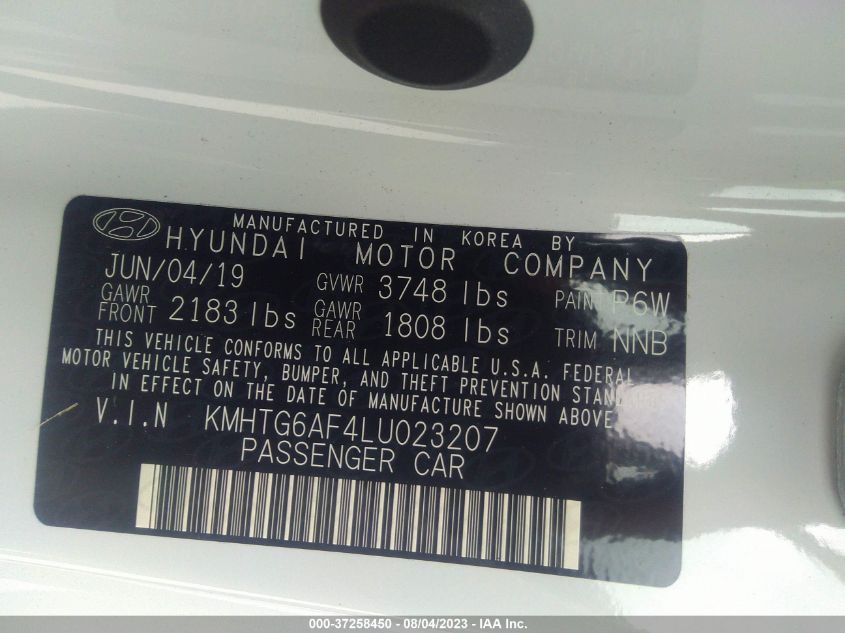 MANUFACTURED IN KOREA BY
HYUNDAI MOTOR COMPANY
JUN/04/19 GVWR 3748 lbs PAINT P6W
GAWR FRONT 2183 lbs GAWR REAR 1808 lbs TRIM NNB
THIS VEHICLE CONFORMS TO ALL APPLICABLE U.S.A. FEDERAL
MOTOR VEHICLE SAFETY, BUMPER, AND THEFT PREVENTION STANDARDS
IN EFFECT ON THE DATE OF MANUFACTURE SHOWN ABOVE.
V.I.N KMHTG6AF4LU023207
PASSENGER CAR
000-37258450 - 08/04/2023 - IAA Inc.